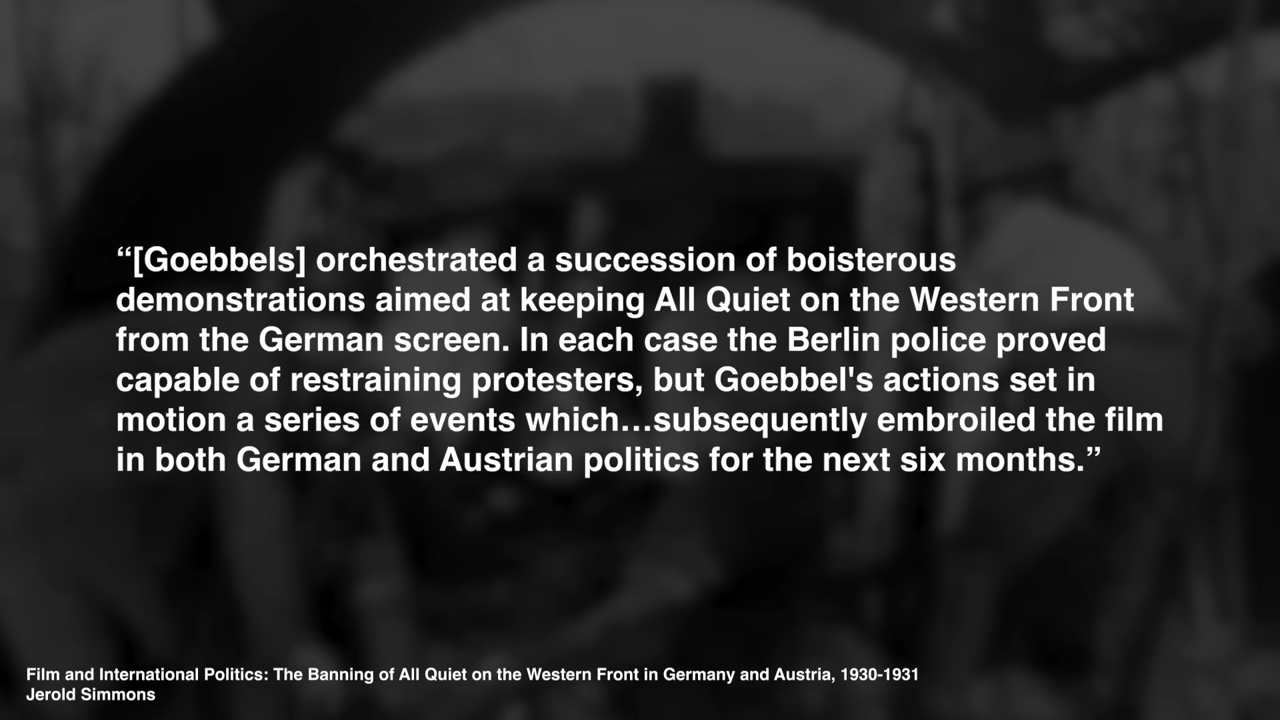 “[Goebbels] orchestrated a succession of boisterous
demonstrations aimed at keeping All Quiet on the Western Front
from the German screen. In each case the Berlin police proved
capable of restraining protesters, but Goebbel's actions set in
motion a series of events which…subsequently embroiled the film
in both German and Austrian politics for the next six months.”
Film and International Politics: The Banning of All Quiet on the Western Front in Germany and Austria, 1930-1931
Jerold Simmons